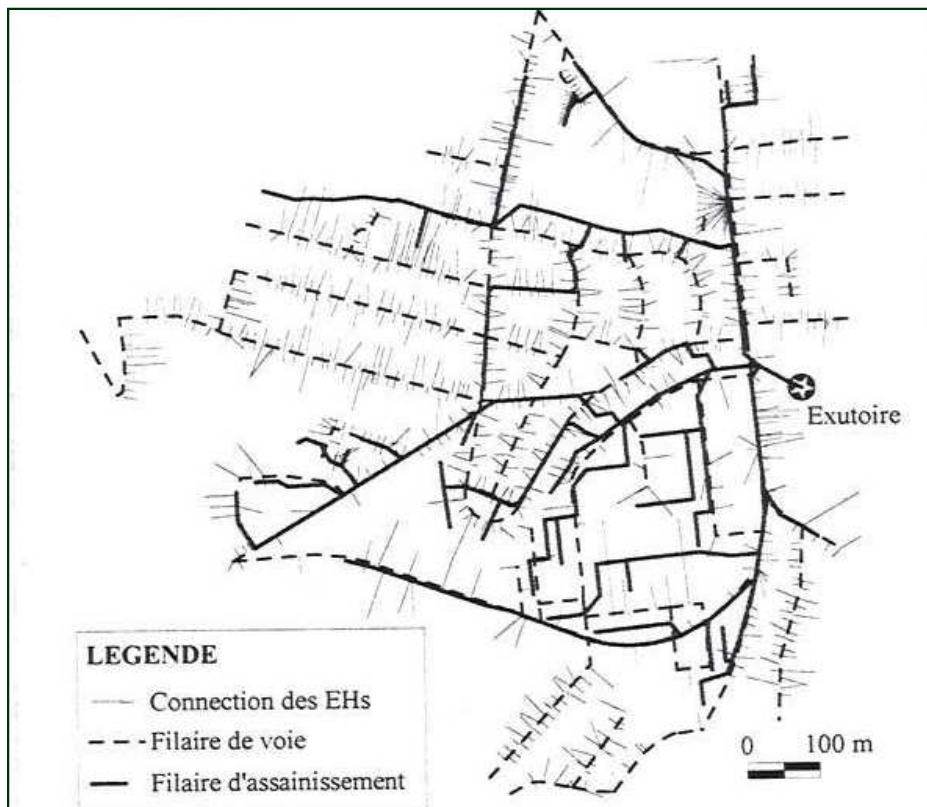 Exutoire
LEGENDE
Connection des EHs
Filaire de voie
Filaire d'assainissement
0 100 m